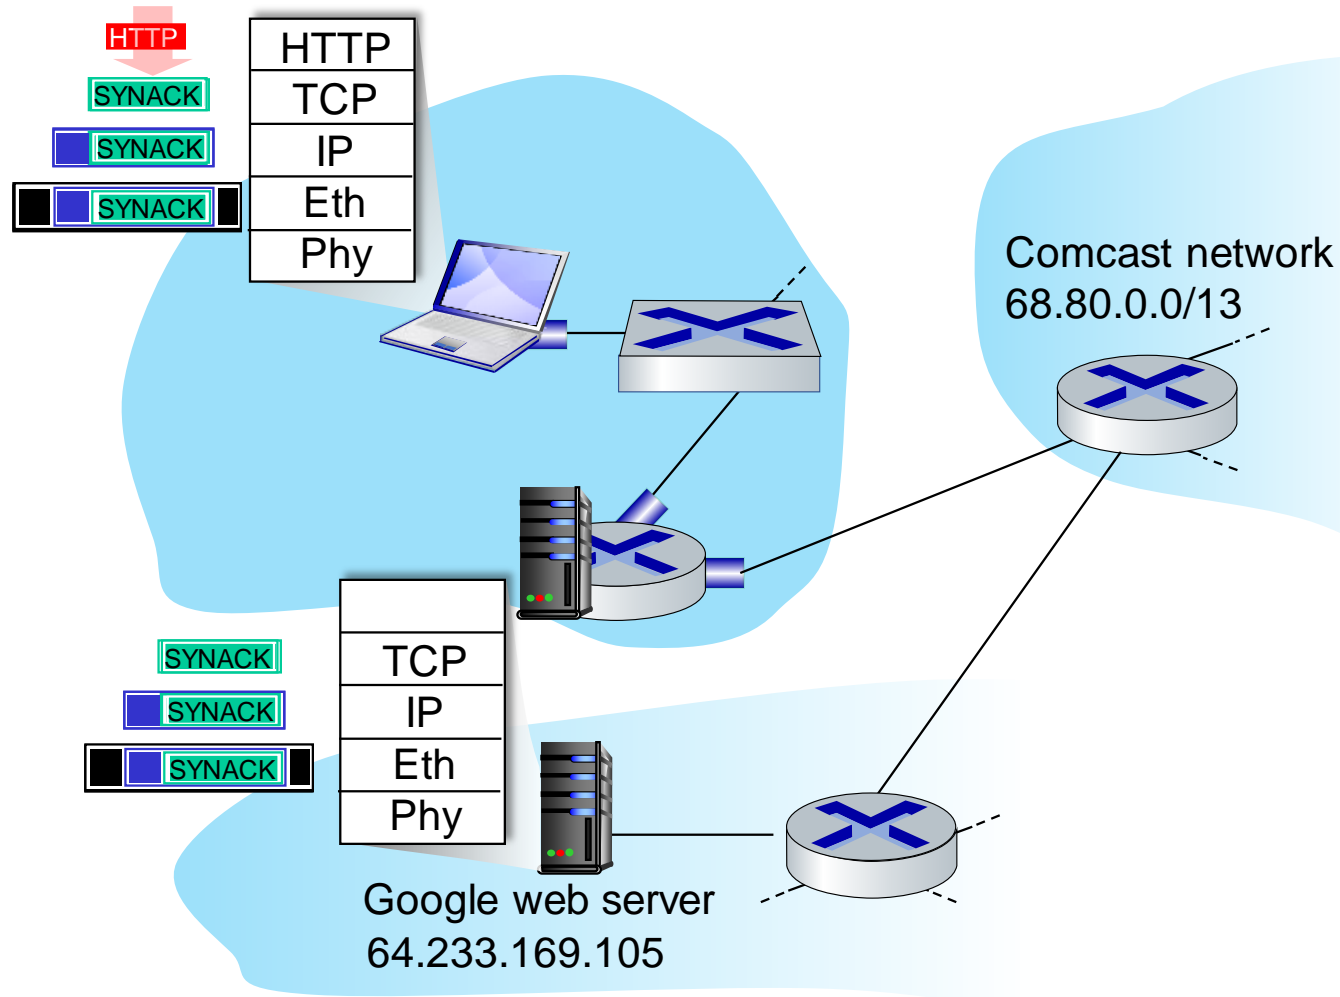 HTTP
SYNACK
SYNACK
SYNACK
HTTP
TCP
IP
Eth
Phy
Comcast network
68.80.0.0/13
SYNACK
SYNACK
SYNACK
TCP
IP
Eth
Phy
Google web server
64.233.169.105